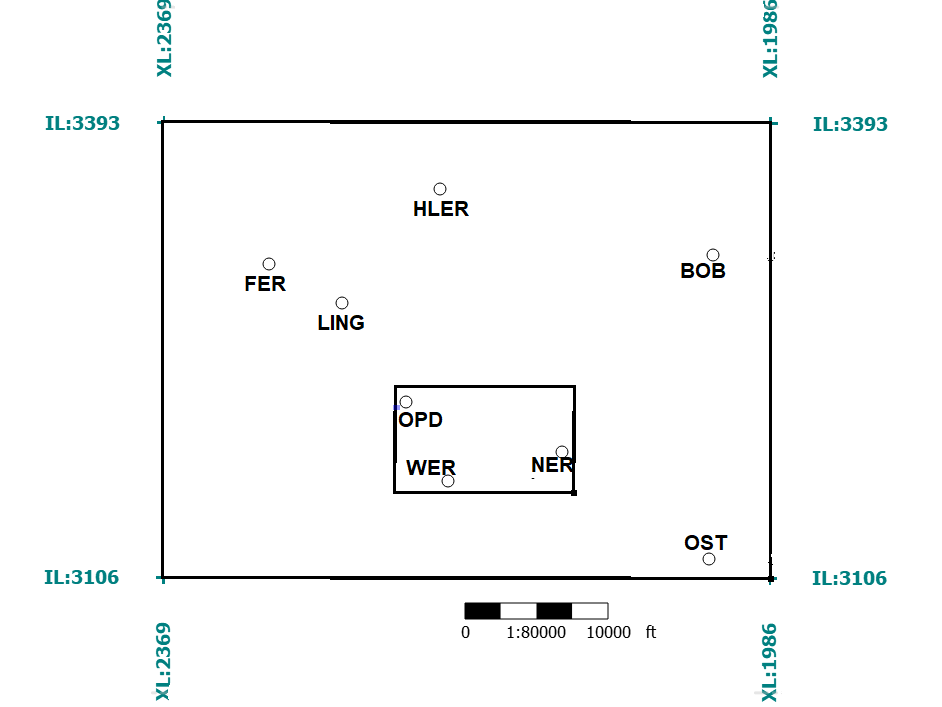 XL:2369
XL:1986
IL:3393
IL:3393
HLER
BOB
FER
LING
OPD
WER
NER
OST
IL:3106
IL:3106
0 1:80000 10000 ft
XL:2369
XL:1986